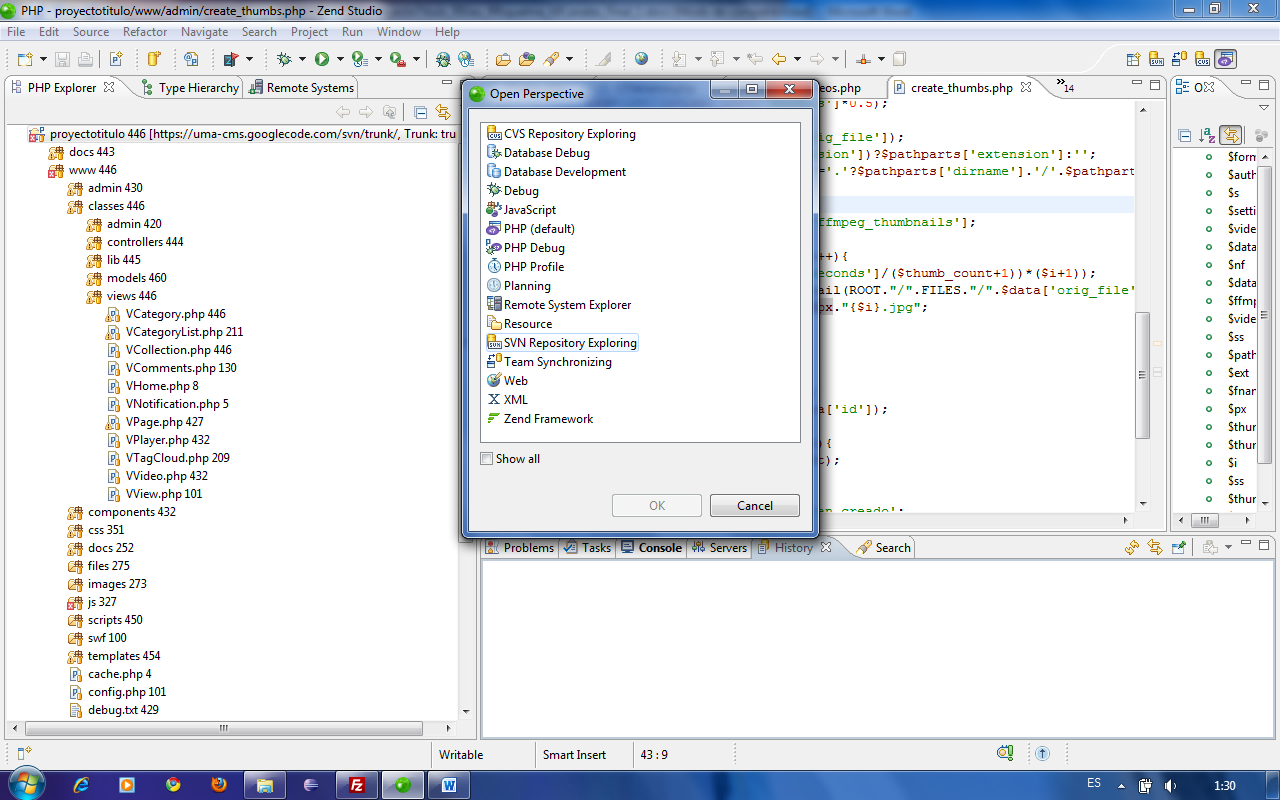 PHP - proyectotitulo/www/admin/create_thumbs.php - Zend Studio
File Edit Source Refactor Navigate Search Project Run Window Help
PHP Explorer Type Hierarchy Remote Systems
proyectotitulo 446 [https://uma-cms.googlecode.com/svn/trunk/, Trunk: tru
docs 443
www 446
admin 430
classes 446
admin 420
controllers 444
lib 445
models 460
views 446
VCategory.php 446
VCategoryList.php 211
VCollection.php 446
VComments.php 130
VHome.php 8
VNotification.php 5
VPage.php 427
VPlayer.php 432
VTagCloud.php 209
VVideo.php 432
VView.php 101
components 432
css 351
docs 252
files 275
images 273
js 327
scripts 450
swf 100
templates 454
cache.php 4
config.php 101
debug.txt 429
Open Perspective
CVS Repository Exploring
Database Debug
Database Development
Debug
JavaScript
PHP (default)
PHP Debug
PHP Profile
Planning
Remote System Explorer
Resource
SVN Repository Exploring
Team Synchronizing
Web
XML
Zend Framework
Show all
OK Cancel
eos.php create_thumbs.php 14
s']*0.5);
ig_file']);
sion'])?$pathparts['extension']:'';
='.'?$pathparts['dirname'].'/'.$pathpart
ffmpeg_thumbnails'];
++){
econds']/($thumb_count+1))*($i+1));
ail(ROOT."/".FILES."/".$data['orig_file'
px."{$i}.jpg";
a['id']);
){
t);
en creado';
O
$form
$auth
$s
$setti
$vide
$data
$nf
$data
$ffmp
$vide
$ss
$path
$ext
$fnan
$px
$thur
$thur
$i
$ss
$thun
Problems Tasks Console Servers History Search
Writable Smart Insert 43 : 9
ES 1:30